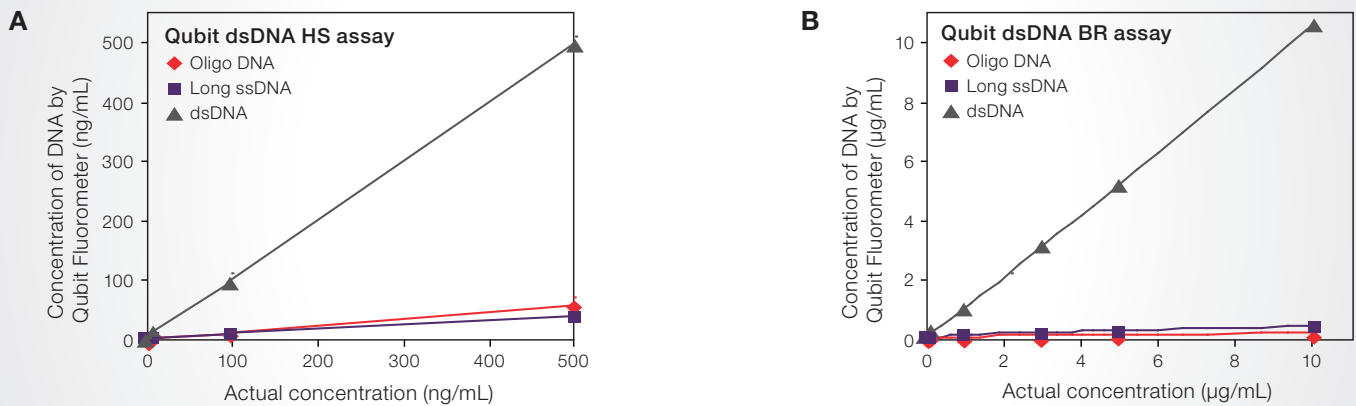 A
Qubit dsDNA HS assay
Oligo DNA
Long ssDNA
dsDNA
Concentration of DNA by
Qubit Fluorometer (ng/mL)
500
400
300
200
100
0
0
100
200
300
400
500
Actual concentration (ng/mL)
B
Qubit dsDNA BR assay
Oligo DNA
Long ssDNA
dsDNA
Concentration of DNA by
Qubit Fluorometer (µg/mL)
10
8
6
4
2
0
0
2
4
6
8
10
Actual concentration (µg/mL)